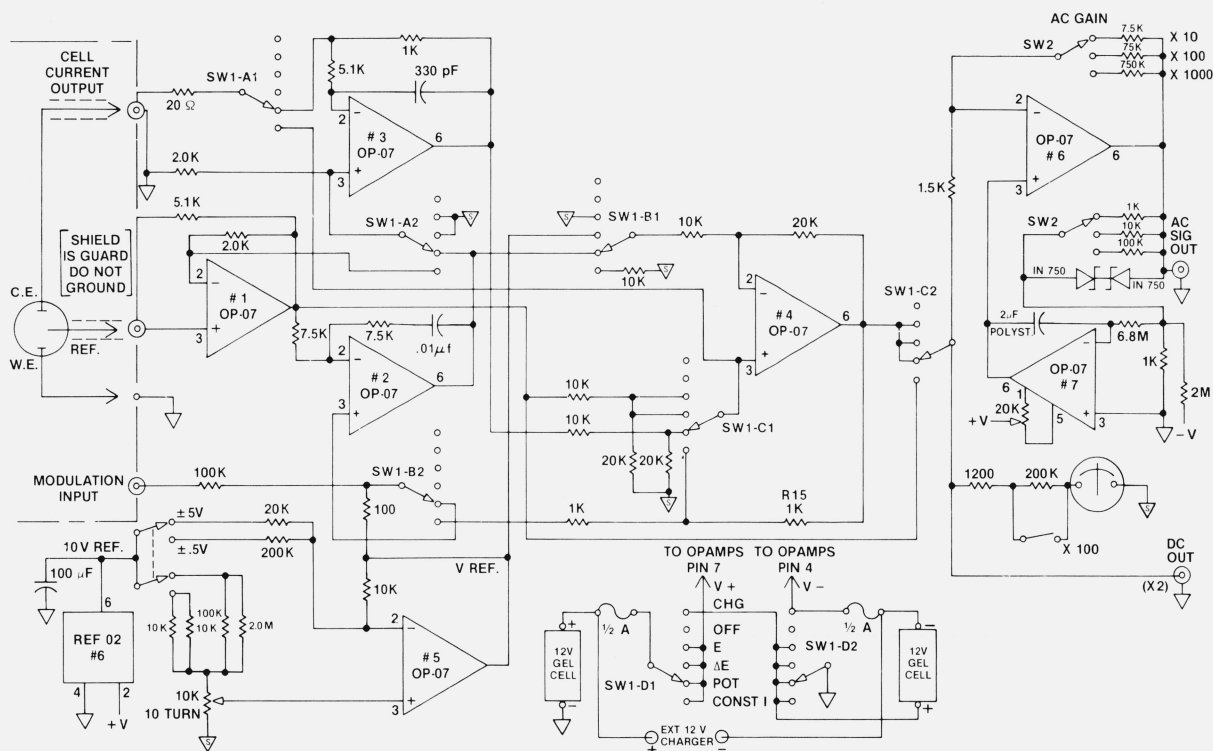 CELL
CURRENT
OUTPUT
20 Ω
SW1-A1
1K
5.1K
330 pF
2
−
# 3
OP-07
6
+
3
2.0K
5.1K
SHIELD
IS GUARD
DO NOT
GROUND
C.E.
W.E.
REF.
2.0K
2
−
# 1
OP-07
+
3
7.5K
7.5K
.01μf
2
−
# 2
OP-07
6
+
3
SW1-A2
S
S
SW1-B1
10K
20K
S
10K
2
−
# 4
OP-07
6
+
3
SW1-C2
10K
10K
SW1-C1
20K
20K
S
R15
1K
1K
MODULATION
INPUT
100K
SW1-B2
100
± 5V
20K
±.5V
200K
10V REF.
100 μF
6
REF 02
#6
4
2
+V
10K
100K
10K
2.0M
10K
10 TURN
S
V REF.
10K
2
−
# 5
OP-07
+
3
TO OPAMPS
PIN 7
V +
TO OPAMPS
PIN 4
V −
CHG
OFF
E
ΔE
POT
CONST I
½ A
½ A
+
12V
GEL
CELL
−
SW1-D1
SW1-D2
−
12V
GEL
CELL
+
EXT 12 V
CHARGER
+
−
AC GAIN
SW2
7.5K
75K
750K
X 10
X 100
X 1000
2
−
OP-07
# 6
6
+
3
1.5K
SW2
1K
10K
100K
AC
SIG
OUT
IN 750
IN 750
2μF
POLYST
−
6.8M
OP-07
# 7
6
1
20K
+V
5
+
3
1K
2M
−V
1200
200K
X 100
S
DC
OUT
(X2)